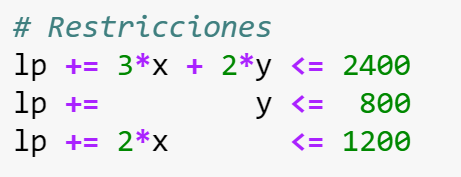 # Restricciones
lp += 3*x + 2*y <= 2400
lp +=         y <=  800
lp += 2*x       <= 1200